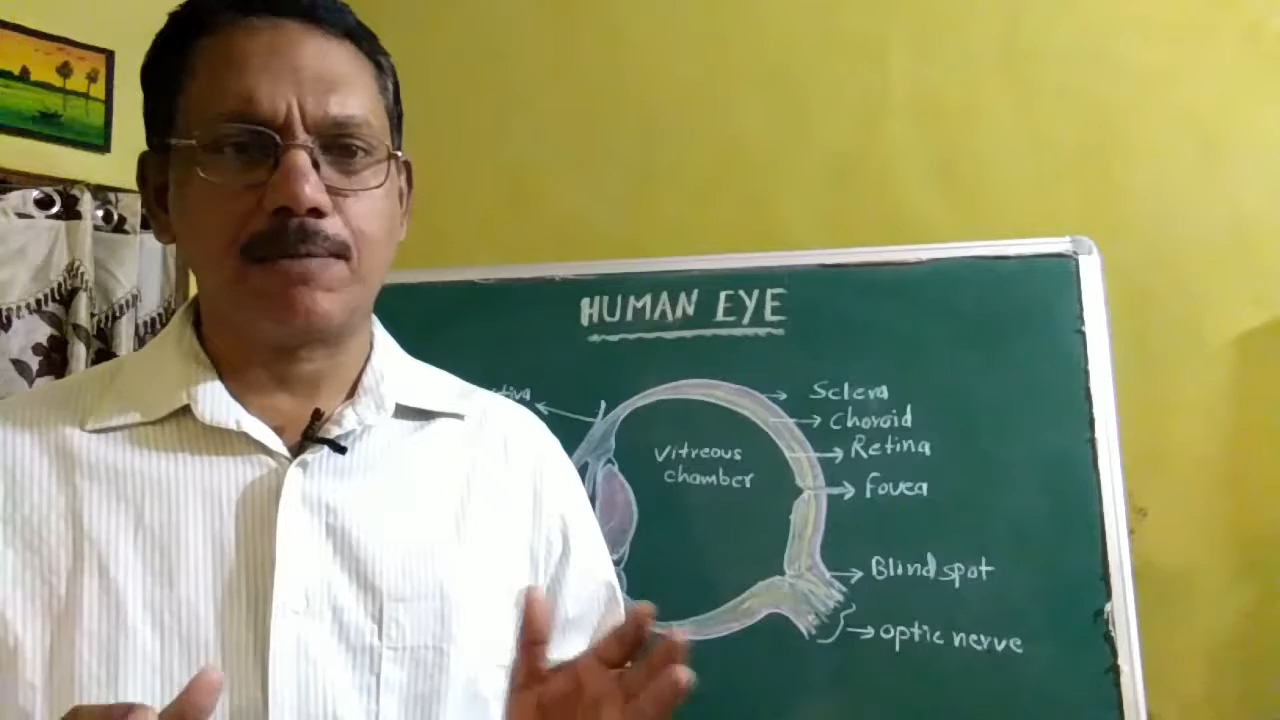 HUMAN EYE
Sclera
Choroid
Retina
Vitreous
chamber
Fovea
Blind spot
optic nerve